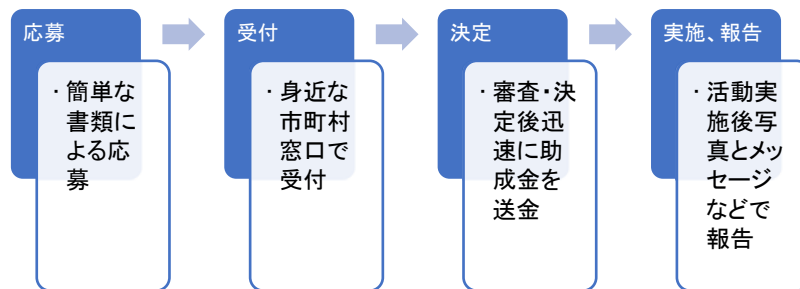 応募
・簡単な
書類に
よる応
募
受付
・身近な
市町村
窓口で
受付
決定
・審査・決
定後迅
速に助
成金を
送金
実施、報告
・活動実
施後写
真とメッ
セージ
などで
報告